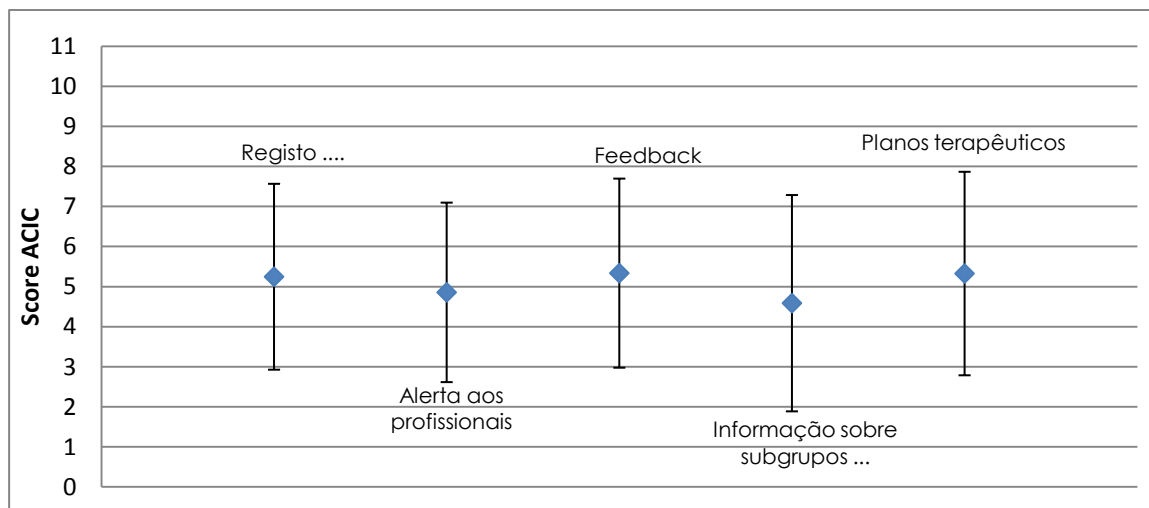 11
10
9
8
7
6
5
4
3
2
1
0
Score ACIC
Registo ....
Alerta aos
profissionais
Feedback
Informação sobre
subgrupos ...
Planos terapêuticos